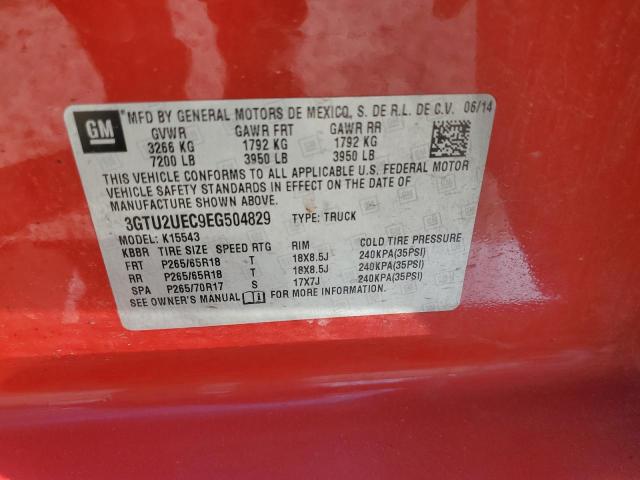 GM
*MFD BY GENERAL MOTORS DE MEXICO, S. DE R.L. DE C.V. 06/14
GVWR GAWR FRT GAWR RR
3266 KG 1792 KG 1792 KG
7200 LB 3950 LB 3950 LB
THIS VEHICLE CONFORMS TO ALL APPLICABLE U.S. FEDERAL MOTOR
VEHICLE SAFETY STANDARDS IN EFFECT ON THE DATE OF
MANUFACTURE SHOWN ABOVE.
3GTU2UEC9EG504829 TYPE: TRUCK
MODEL: K15543
KBBR TIRE SIZE SPEED RTG RIM COLD TIRE PRESSURE
FRT P265/65R18 T 18X8.5J 240KPA(35PSI)
RR P265/65R18 T 18X8.5J 240KPA(35PSI)
SPA P265/70R17 S 17X7J 240KPA(35PSI)
SEE OWNER'S MANUAL FOR MORE INFORMATION.